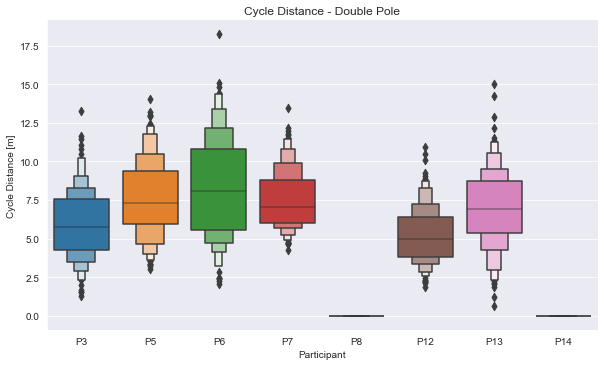 Cycle Distance - Double Pole
17.5
15.0
12.5
10.0
7.5
5.0
2.5
0.0
Cycle Distance [m]
P3 P5 P6 P7 P8 P12 P13 P14
Participant